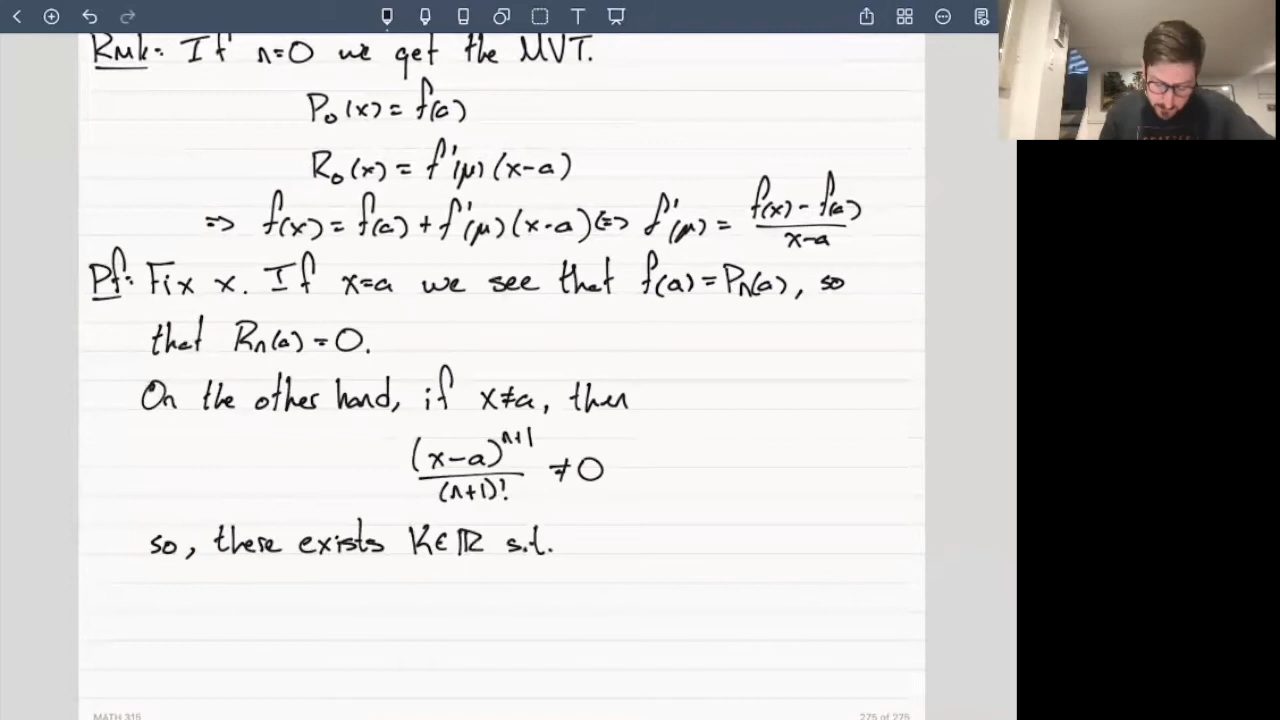 Rmk: If n=0 we get the MVT.
P₀(x) = f(a)
R₀(x) = f'(μ)(x-a)
⇒ f(x) = f(a) + f'(μ)(x-a) ⇔ f'(μ) = (f(x) - f(a))/(x-a)
Pf: Fix x. If x=a we see that f(a)=Pₙ(a), so
that Rₙ(a) = 0.
On the other hand, if x≠a, then
(x-a)ⁿ⁺¹/(n+1)! ≠ 0
so, there exists K∈ℝ s.t.
MATH 315
275 of 275